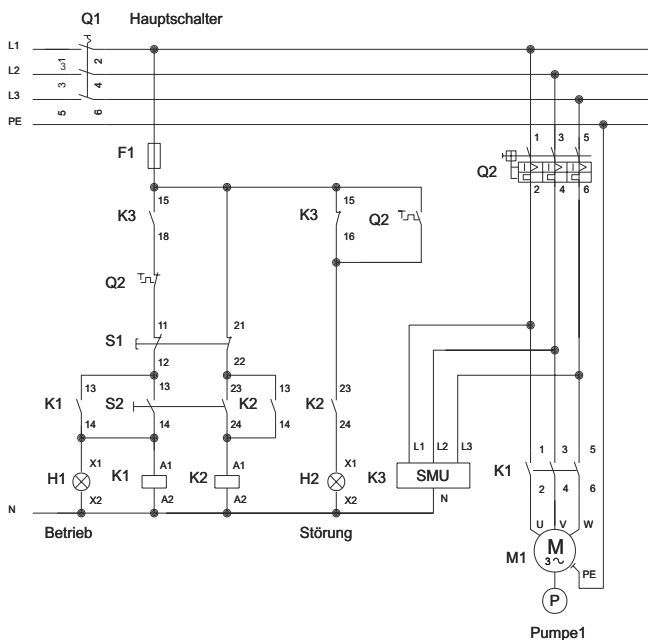 Q1 Hauptschalter
L1
1 2
L2
3
3 4
L3
5 6
PE
F1
1 3 5
Q2
2 4 6
15 15
K3 K3 Q2
18 16
Q2
11 21
S1
12 22
13 13 23 13 23
K1 S2 K2 K2
14 14 24 14 24
L1 L2 L3
1 3 5
X1 A1 A1 X1
H1 K1 K2 H2 K3 SMU K1
X2 A2 A2 X2 N
2 4 6
N
U V W
Betrieb Störung
M1 M
3~
PE
P
Pumpe1